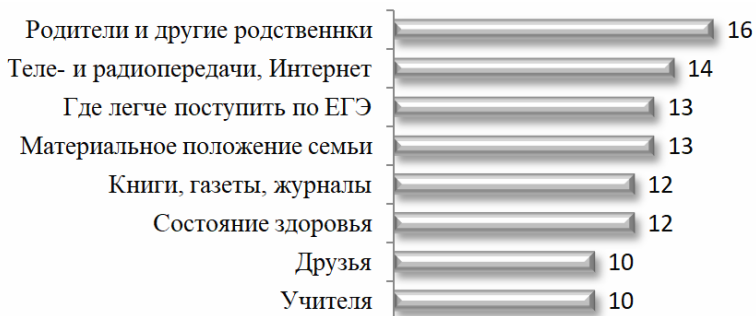 Родители и другие родственнки 16
Теле- и радиопередачи, Интернет 14
Где легче поступить по ЕГЭ 13
Материальное положение семьи 13
Книги, газеты, журналы 12
Состояние здоровья 12
Друзья 10
Учителя 10